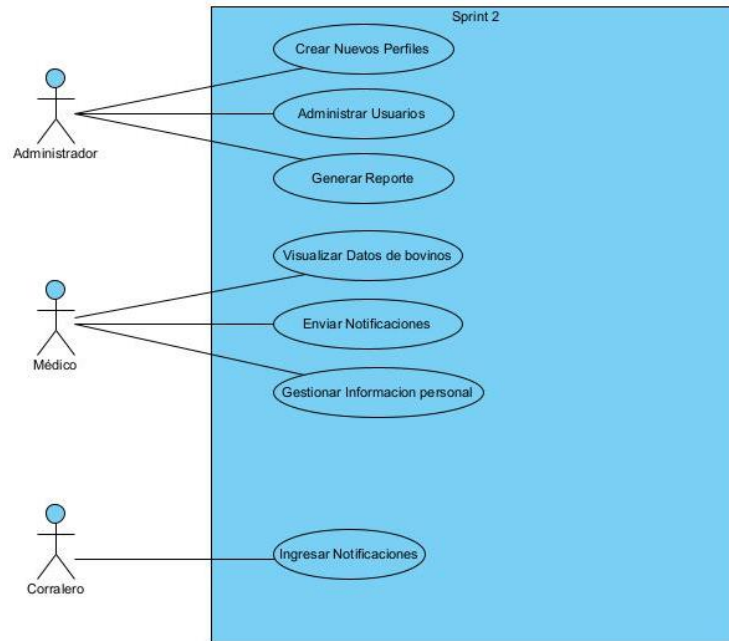 Sprint 2
Crear Nuevos Perfiles
Administrar Usuarios
Administrador
Generar Reporte
Visualizar Datos de bovinos
Enviar Notificaciones
Médico
Gestionar Informacion personal
Ingresar Notificaciones
Corralero